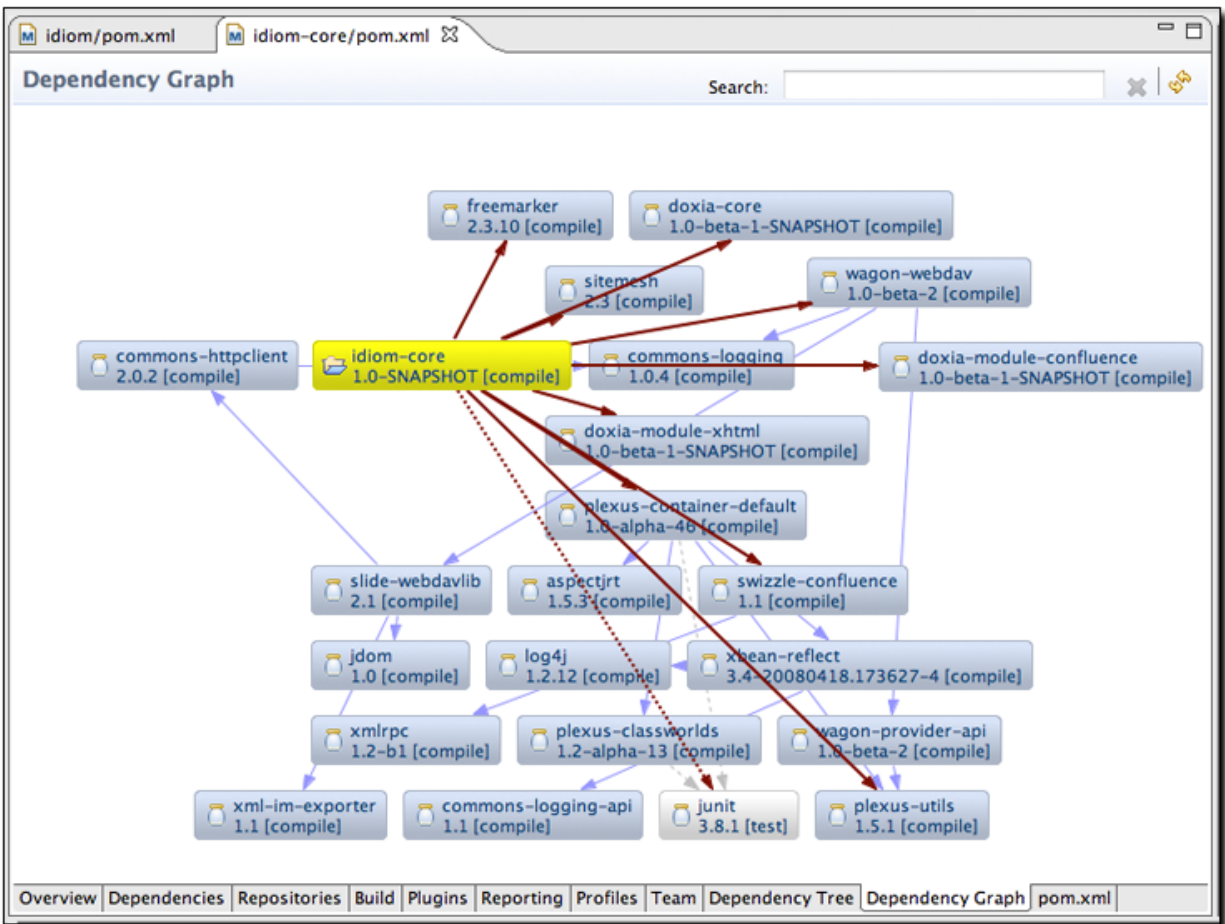 idiom/pom.xml
idiom-core/pom.xml
Dependency Graph
Search:
freemarker
2.3.10 [compile]
doxia-core
1.0-beta-1-SNAPSHOT [compile]
sitemesh
2.3 [compile]
wagon-webdav
1.0-beta-2 [compile]
commons-httpclient
2.0.2 [compile]
idiom-core
1.0-SNAPSHOT [compile]
commons-logging
1.0.4 [compile]
doxia-module-confluence
1.0-beta-1-SNAPSHOT [compile]
doxia-module-xhtml
1.0-beta-1-SNAPSHOT [compile]
plexus-container-default
1.0-alpha-46 [compile]
slide-webdavlib
2.1 [compile]
aspectjrt
1.5.3 [compile]
swizzle-confluence
1.1 [compile]
jdom
1.0 [compile]
log4j
1.2.12 [compile]
xbean-reflect
3.4-20080418.173627-4 [compile]
xmlrpc
1.2-b1 [compile]
plexus-classworlds
1.2-alpha-13 [compile]
wagon-provider-api
1.0-beta-2 [compile]
xml-im-exporter
1.1 [compile]
commons-logging-api
1.1 [compile]
junit
3.8.1 [test]
plexus-utils
1.5.1 [compile]
Overview Dependencies Repositories Build Plugins Reporting Profiles Team Dependency Tree Dependency Graph pom.xml